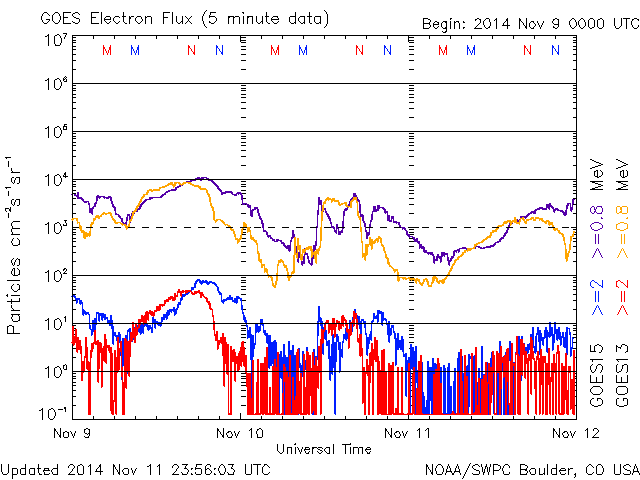 GOES Electron Flux (5 minute data)
Begin: 2014 Nov 9 0000 UTC
M M N N M M N N M M N N
10⁷
10⁶
10⁵
10⁴
10³
10²
10¹
10⁰
10⁻¹
Particles cm⁻²s⁻¹sr⁻¹
Nov 9 Nov 10 Nov 11 Nov 12
Universal Time
GOES15 >=2 >=0.8 MeV
GOES13 >=2 >=0.8 MeV
Updated 2014 Nov 11 23:56:03 UTC
NOAA/SWPC Boulder, CO USA